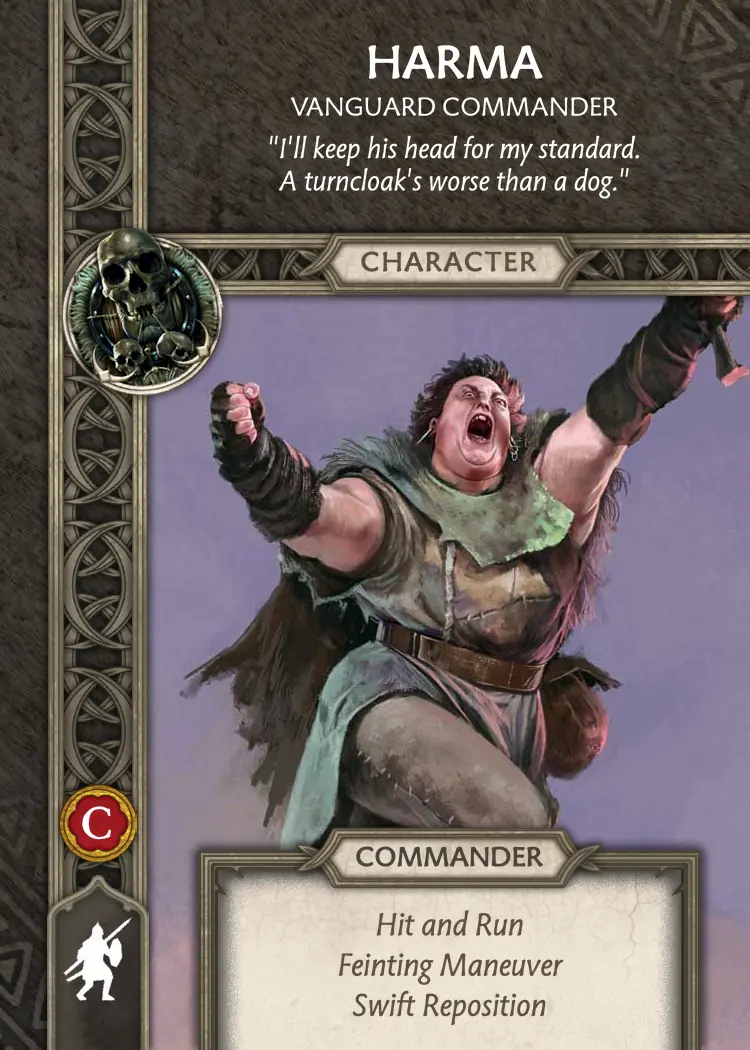 HARMA
VANGUARD COMMANDER
"I'll keep his head for my standard.
A turncloak's worse than a dog."
CHARACTER
C
COMMANDER
Hit and Run
Feinting Maneuver
Swift Reposition